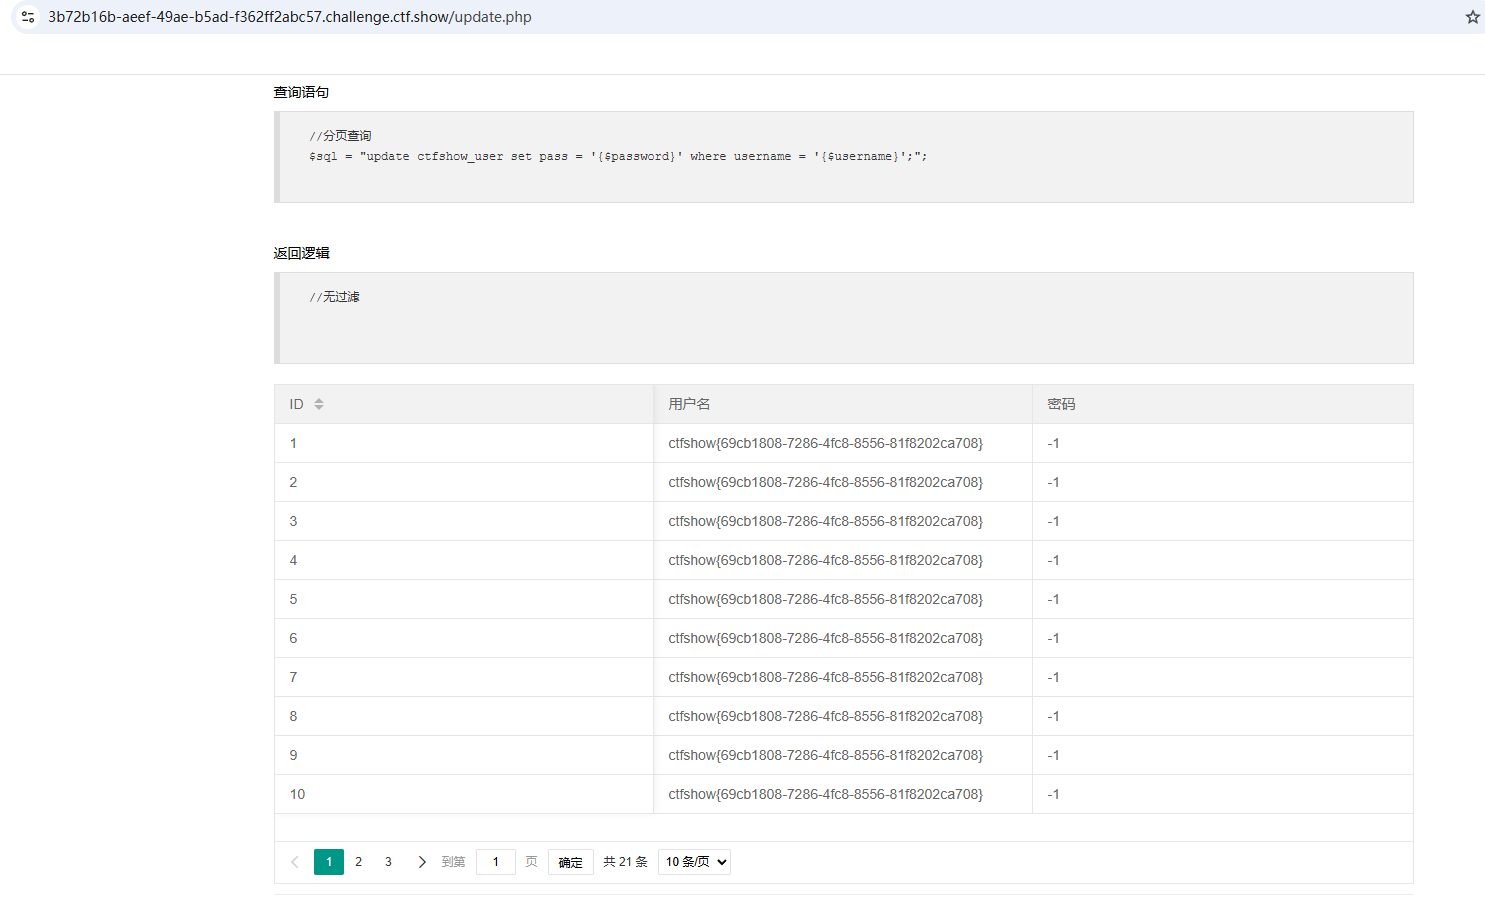 3b72b16b-aeef-49ae-b5ad-f362ff2abc57.challenge.ctf.show/update.php
查询语句
//分页查询
$sql = "update ctfshow_user set pass = '{$password}' where username = '{$username}';";
返回逻辑
//无过滤
ID 用户名 密码
1 ctfshow{69cb1808-7286-4fc8-8556-81f8202ca708} -1
2 ctfshow{69cb1808-7286-4fc8-8556-81f8202ca708} -1
3 ctfshow{69cb1808-7286-4fc8-8556-81f8202ca708} -1
4 ctfshow{69cb1808-7286-4fc8-8556-81f8202ca708} -1
5 ctfshow{69cb1808-7286-4fc8-8556-81f8202ca708} -1
6 ctfshow{69cb1808-7286-4fc8-8556-81f8202ca708} -1
7 ctfshow{69cb1808-7286-4fc8-8556-81f8202ca708} -1
8 ctfshow{69cb1808-7286-4fc8-8556-81f8202ca708} -1
9 ctfshow{69cb1808-7286-4fc8-8556-81f8202ca708} -1
10 ctfshow{69cb1808-7286-4fc8-8556-81f8202ca708} -1
1 2 3 到第 1 页 确定 共 21 条 10 条/页